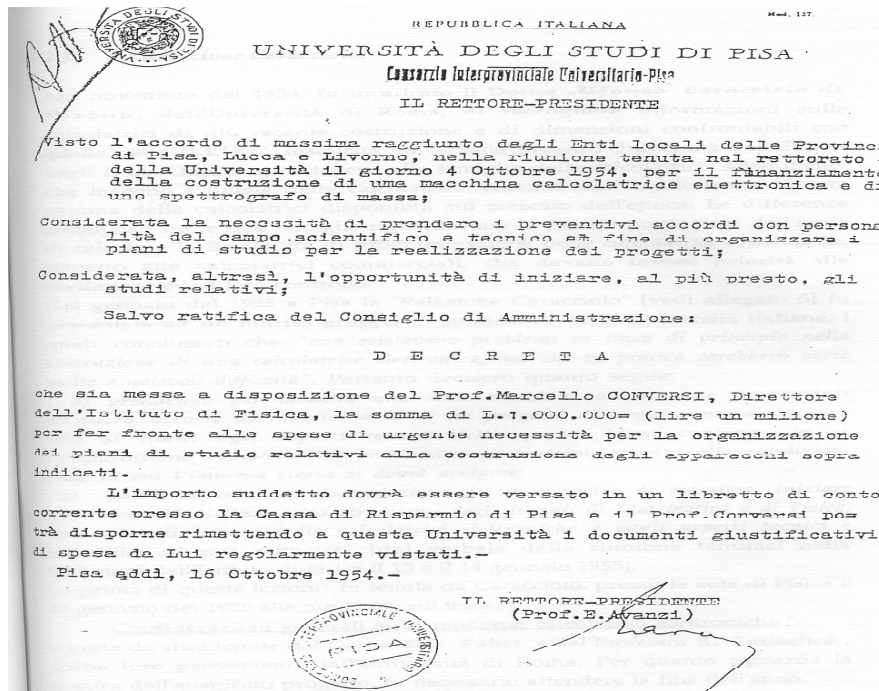 Mod. 127.
UNIVERSITÀ DEGLI STUDI DI PISA
REPUBBLICA ITALIANA
UNIVERSITÀ DEGLI STUDI DI PISA
Consorzio Interprovinciale Universitario-Pisa
IL RETTORE-PRESIDENTE
Visto l'accordo di massima raggiunto dagli Enti locali delle Provinc
di Pisa, Lucca e Livorno, nella riunione tenuta nel rettorato
della Università il giorno 4 Ottobre 1954. per il finanziamento
della costruzione di uma macchina calcolatrice elettronica e di
uno spettrografo di massa;
Considerata la necessità di prendere i preventivi accordi con persona
lità del campo scientifico e tecnico al fine di organizzare i
piani di studio per la realizzazione dei progetti;
Considerata, altresì, l'opportunità di iniziare, al più presto, gli
studi relativi;
Salvo ratifica del Consiglio di Amministrazione:
D E C R E T A
che sia messa a disposizione del Prof.Marcello CONVERSI, Direttore
dell'Istituto di Fisica, la somma di L.1.000.000= (lire un milione)
per far fronte alle spese di urgente necessità per la organizzazione
dei piani di studio relativi alla costruzione degli apparecchi sopra
indicati.
L'importo suddetto dovrà essere versato in un libretto di conto
corrente presso la Cassa di Risparmio di Pisa e il Prof.Conversi po=
trà disporne rimettendo a questa Università i documenti giustificativi
di spesa da Lui regolarmente vistati.-
Pisa addì, 16 Ottobre 1954.-
IL RETTORE-PRESIDENTE
(Prof.E.Avanzi)
PISA